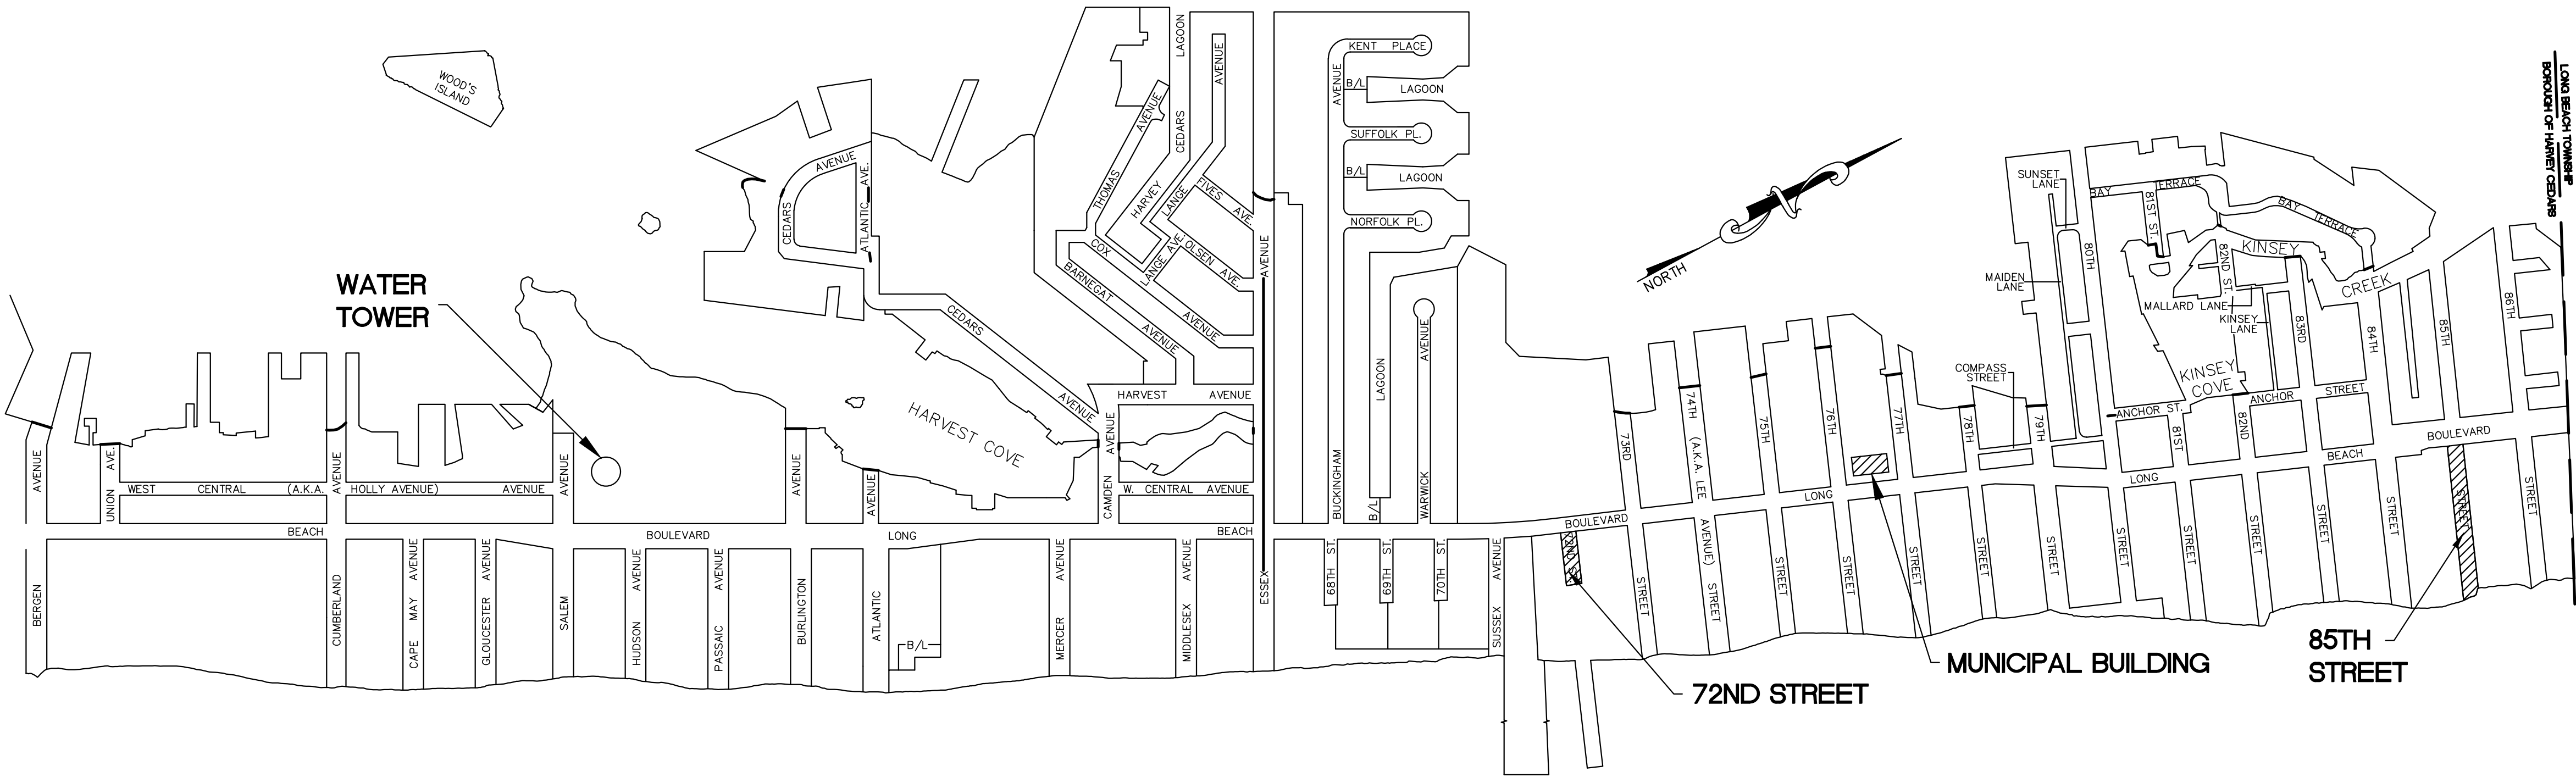 WOOD'S
ISLAND
WATER
TOWER
AVENUE
BERGEN
UNION AVE.
WEST CENTRAL (A.K.A. HOLLY AVENUE) AVENUE
AVENUE
CUMBERLAND
CAPE MAY AVENUE
GLOUCESTER AVENUE
AVENUE
SALEM
HUDSON AVENUE
PASSAIC AVENUE
AVENUE
BURLINGTON
AVENUE
ATLANTIC
B/L
BEACH BOULEVARD LONG BEACH BOULEVARD LONG
CEDARS
AVENUE
ATLANTIC AVE.
CEDARS
AVENUE
HARVEST COVE
HARVEY
CEDARS
LAGOON
THOMAS
AVENUE
LANGE
AVENUE
FIVES AVE.
OLSEN AVE.
LANGE AVE.
COX
AVENUE
BARNEGAT
AVENUE
HARVEST AVENUE
CAMDEN AVENUE
W. CENTRAL AVENUE
MERCER AVENUE
MIDDLESEX AVENUE
AVENUE
ESSEX
KENT PLACE
AVENUE
BUCKINGHAM
B/L
LAGOON
SUFFOLK PL.
B/L
LAGOON
NORFOLK PL.
LAGOON
B/L
WARWICK AVENUE
68TH ST.
69TH ST.
70TH ST.
SUSSEX AVENUE
NORTH
N
72ND S
72ND STREET
73RD
STREET
74TH (A.K.A. LEE
AVENUE) STREET
75TH
STREET
76TH
STREET
77TH
STREET
78TH
STREET
79TH
STREET
MUNICIPAL BUILDING
COMPASS
STREET
SUNSET
LANE
MAIDEN
LANE
80TH
STREET
BAY TERRACE
81ST ST.
BAY TERRACE
82ND ST.
KINSEY
CREEK
MALLARD LANE
KINSEY
LANE
KINSEY
COVE
83RD
84TH
85TH
86TH
ANCHOR ST.
ANCHOR STREET
81ST
82ND
LONG BEACH BOULEVARD
STREET
STREET
STREET
STREET
STREET
STREET
85TH
STREET
LONG BEACH TOWNSHIP
BOROUGH OF HARVEY CEDARS